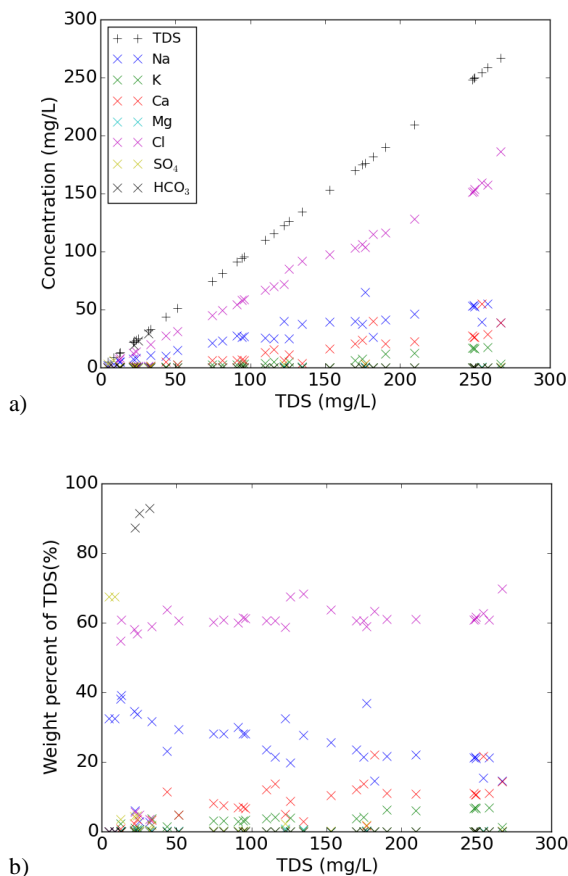 300
250
200
150
100
50
0
Concentration (mg/L)
TDS
Na
K
Ca
Mg
Cl
SO₄
HCO₃
0 50 100 150 200 250 300
TDS (mg/L)
a)
100
80
60
40
20
0
Weight percent of TDS(%)
0 50 100 150 200 250 300
TDS (mg/L)
b)